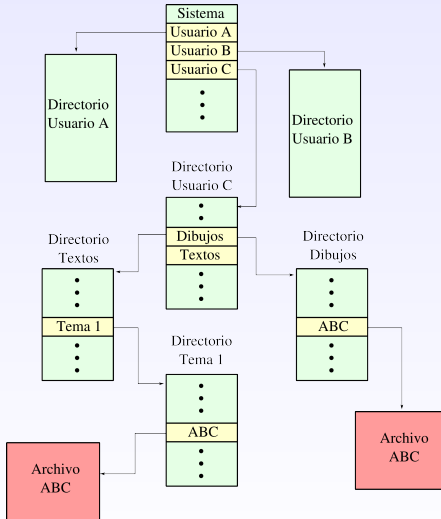 Sistema
Usuario A
Usuario B
Usuario C
Directorio
Usuario A
Directorio
Usuario B
Directorio
Usuario C
Dibujos
Textos
Directorio
Textos
Directorio
Dibujos
Tema 1
ABC
Directorio
Tema 1
ABC
Archivo
ABC
Archivo
ABC